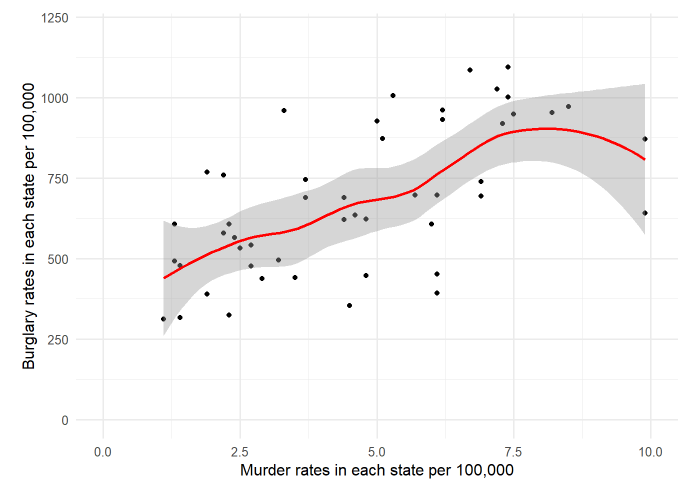 1250
1000
750
500
250
0
Burglary rates in each state per 100,000
0.0 2.5 5.0 7.5 10.0
Murder rates in each state per 100,000